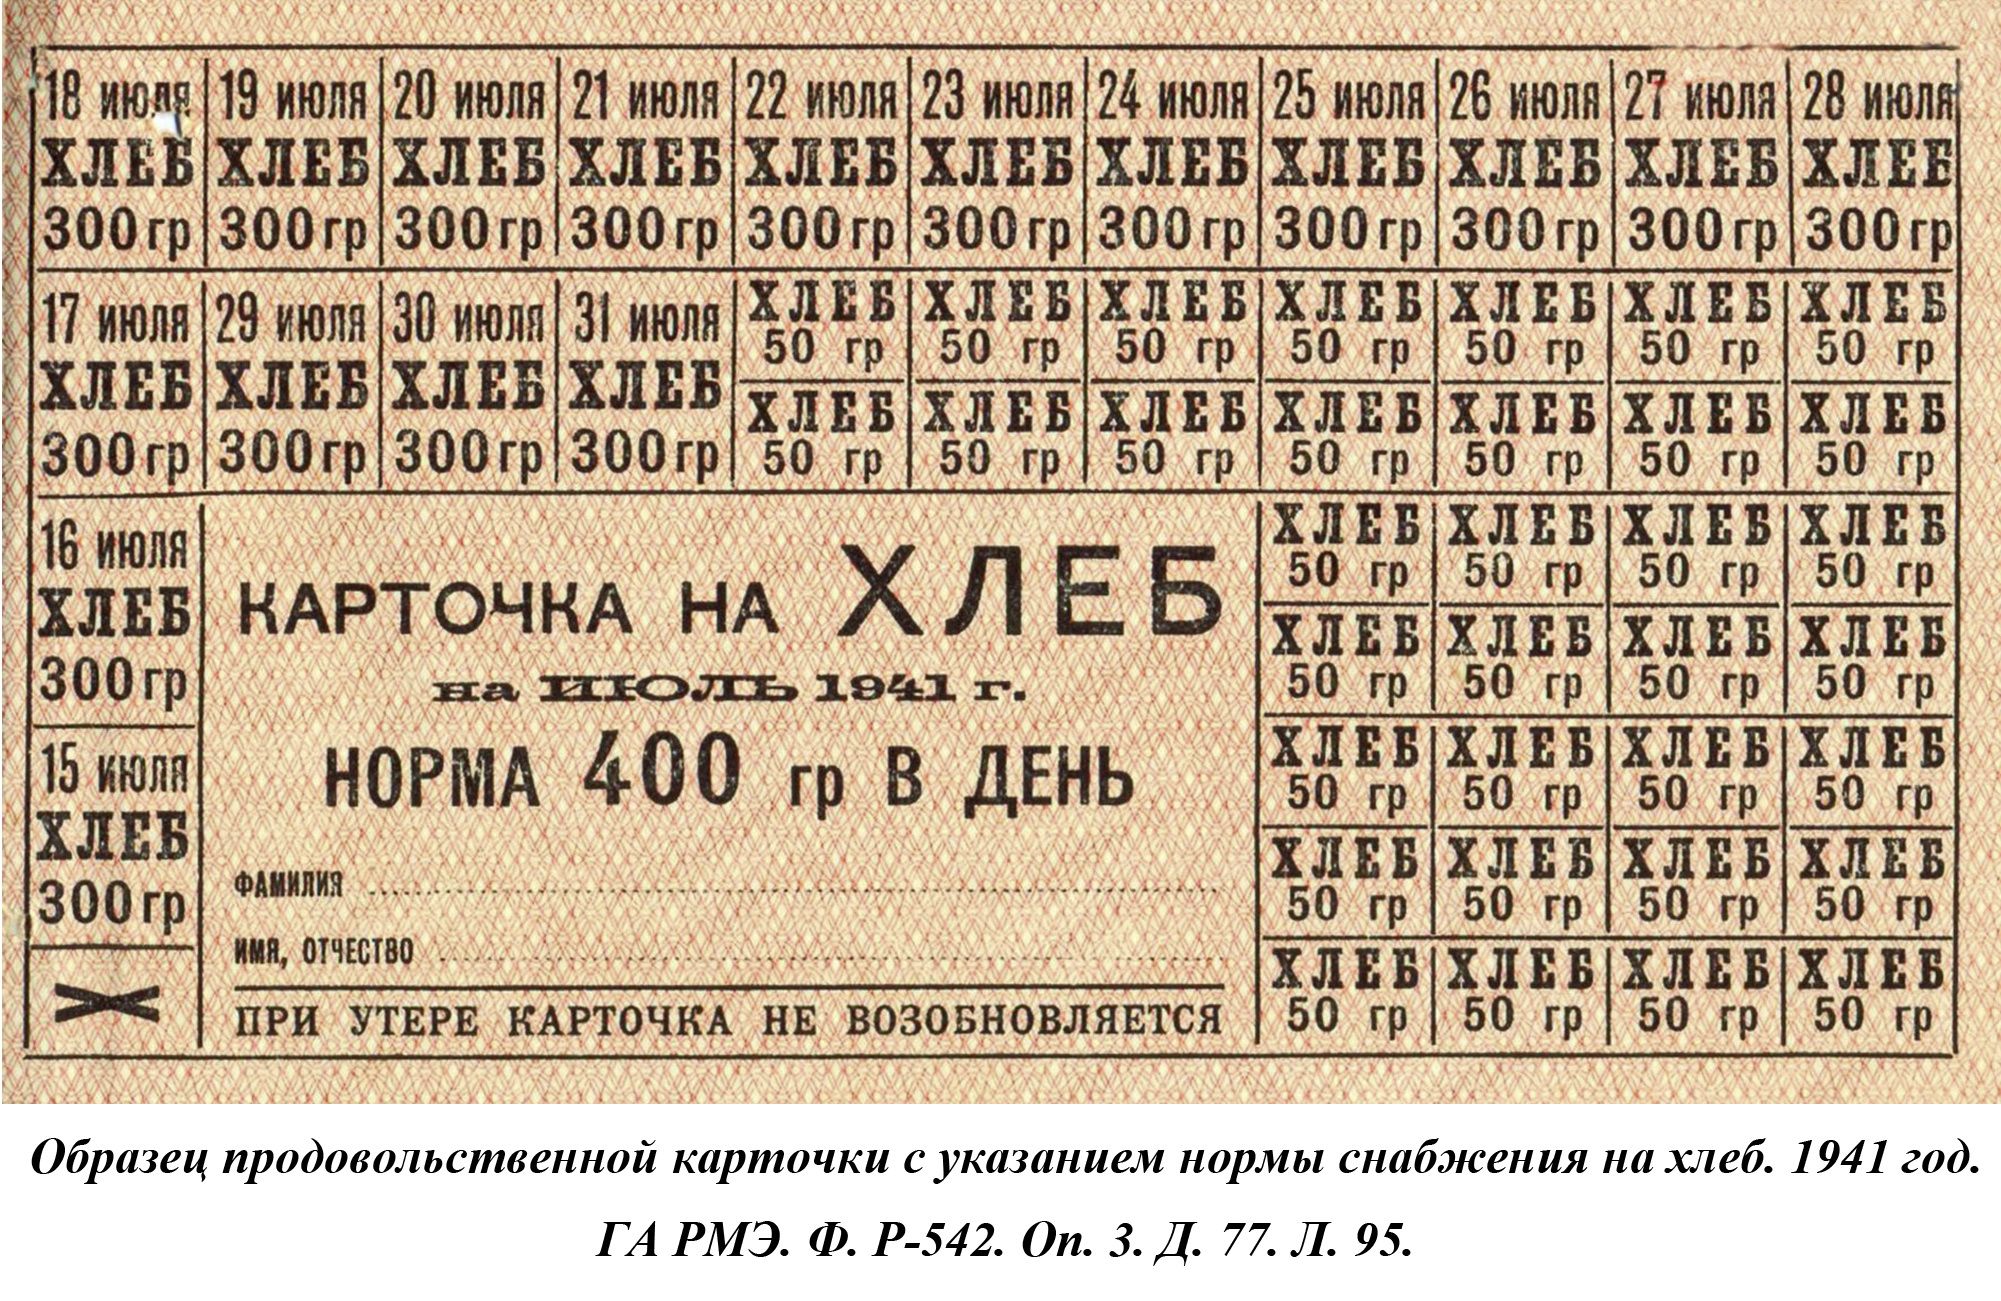 18 июля 19 июля 20 июля 21 июля 22 июля 23 июля 24 июля 25 июля 26 июля 27 июля 28 июля
ХЛЕБ ХЛЕБ ХЛЕБ ХЛЕБ ХЛЕБ ХЛЕБ ХЛЕБ ХЛЕБ ХЛЕБ ХЛЕБ ХЛЕБ
300 гр 300 гр 300 гр 300 гр 300 гр 300 гр 300 гр 300 гр 300 гр 300 гр 300 гр
17 июля 29 июля 30 июля 31 июля
ХЛЕБ ХЛЕБ ХЛЕБ ХЛЕБ
300 гр 300 гр 300 гр 300 гр
ХЛЕБ ХЛЕБ ХЛЕБ ХЛЕБ ХЛЕБ ХЛЕБ ХЛЕБ
50 гр 50 гр 50 гр 50 гр 50 гр 50 гр 50 гр
ХЛЕБ ХЛЕБ ХЛЕБ ХЛЕБ ХЛЕБ ХЛЕБ ХЛЕБ
50 гр 50 гр 50 гр 50 гр 50 гр 50 гр 50 гр
16 июля
ХЛЕБ
300 гр
15 июля
ХЛЕБ
300 гр
КАРТОЧКА НА ХЛЕБ
на ИЮЛЬ 1941 г.
НОРМА 400 гр В ДЕНЬ
ФАМИЛИЯ
ИМЯ, ОТЧЕСТВО
ПРИ УТЕРЕ КАРТОЧКА НЕ ВОЗОБНОВЛЯЕТСЯ
ХЛЕБ ХЛЕБ ХЛЕБ ХЛЕБ
50 гр 50 гр 50 гр 50 гр
ХЛЕБ ХЛЕБ ХЛЕБ ХЛЕБ
50 гр 50 гр 50 гр 50 гр
ХЛЕБ ХЛЕБ ХЛЕБ ХЛЕБ
50 гр 50 гр 50 гр 50 гр
ХЛЕБ ХЛЕБ ХЛЕБ ХЛЕБ
50 гр 50 гр 50 гр 50 гр
ХЛЕБ ХЛЕБ ХЛЕБ ХЛЕБ
50 гр 50 гр 50 гр 50 гр
Образец продовольственной карточки с указанием нормы снабжения на хлеб. 1941 год.
ГА РМЭ. Ф. Р-542. Оп. 3. Д. 77. Л. 95.